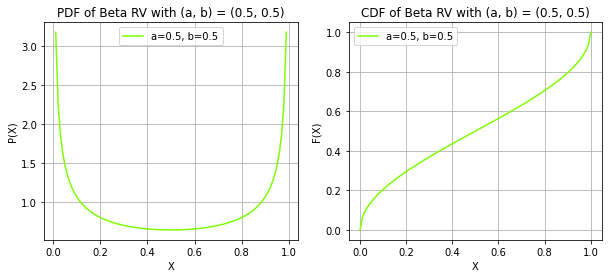 PDF of Beta RV with (a, b) = (0.5, 0.5)
a=0.5, b=0.5
3.0
2.5
2.0
1.5
1.0
P(X)
0.0 0.2 0.4 0.6 0.8 1.0
X
CDF of Beta RV with (a, b) = (0.5, 0.5)
a=0.5, b=0.5
1.0
0.8
0.6
0.4
0.2
0.0
F(X)
0.0 0.2 0.4 0.6 0.8 1.0
X